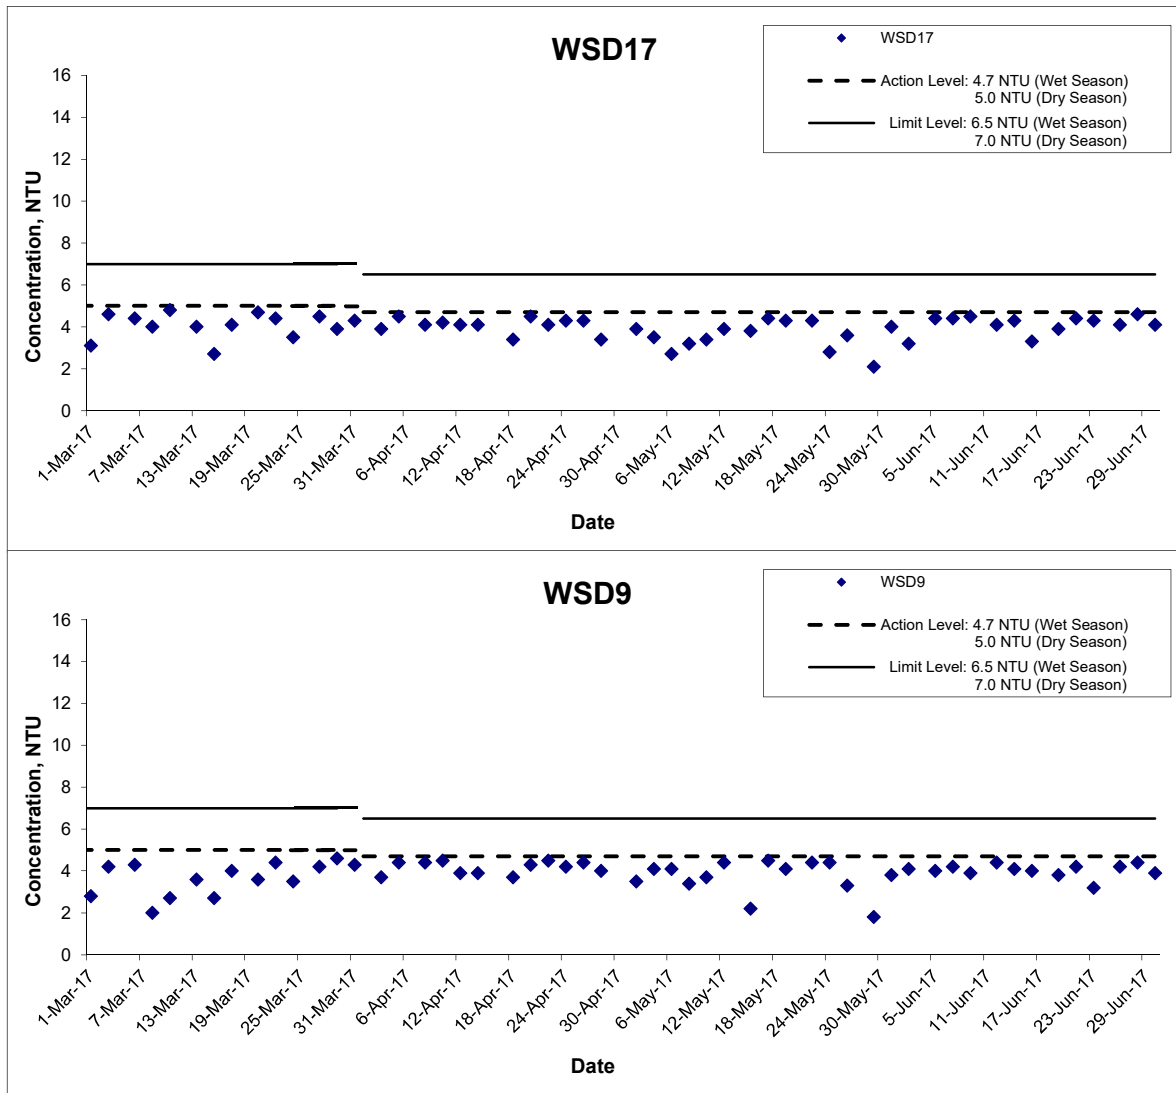 WSD17
WSD17
Action Level: 4.7 NTU (Wet Season)
5.0 NTU (Dry Season)
Limit Level: 6.5 NTU (Wet Season)
7.0 NTU (Dry Season)
Concentration, NTU
16
14
12
10
8
6
4
2
0
1-Mar-17
7-Mar-17
13-Mar-17
19-Mar-17
25-Mar-17
31-Mar-17
6-Apr-17
12-Apr-17
18-Apr-17
24-Apr-17
30-Apr-17
6-May-17
12-May-17
18-May-17
24-May-17
30-May-17
5-Jun-17
11-Jun-17
17-Jun-17
23-Jun-17
29-Jun-17
Date
WSD9
WSD9
Action Level: 4.7 NTU (Wet Season)
5.0 NTU (Dry Season)
Limit Level: 6.5 NTU (Wet Season)
7.0 NTU (Dry Season)
Concentration, NTU
16
14
12
10
8
6
4
2
0
1-Mar-17
7-Mar-17
13-Mar-17
19-Mar-17
25-Mar-17
31-Mar-17
6-Apr-17
12-Apr-17
18-Apr-17
24-Apr-17
30-Apr-17
6-May-17
12-May-17
18-May-17
24-May-17
30-May-17
5-Jun-17
11-Jun-17
17-Jun-17
23-Jun-17
29-Jun-17
Date